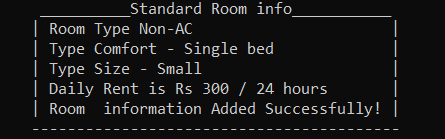 __________Standard Room info___________
| Room Type Non-AC |
| Type Comfort - Single bed |
| Type Size - Small |
| Daily Rent is Rs 300 / 24 hours |
| Room  information Added Successfully! |
-----------------------------------------